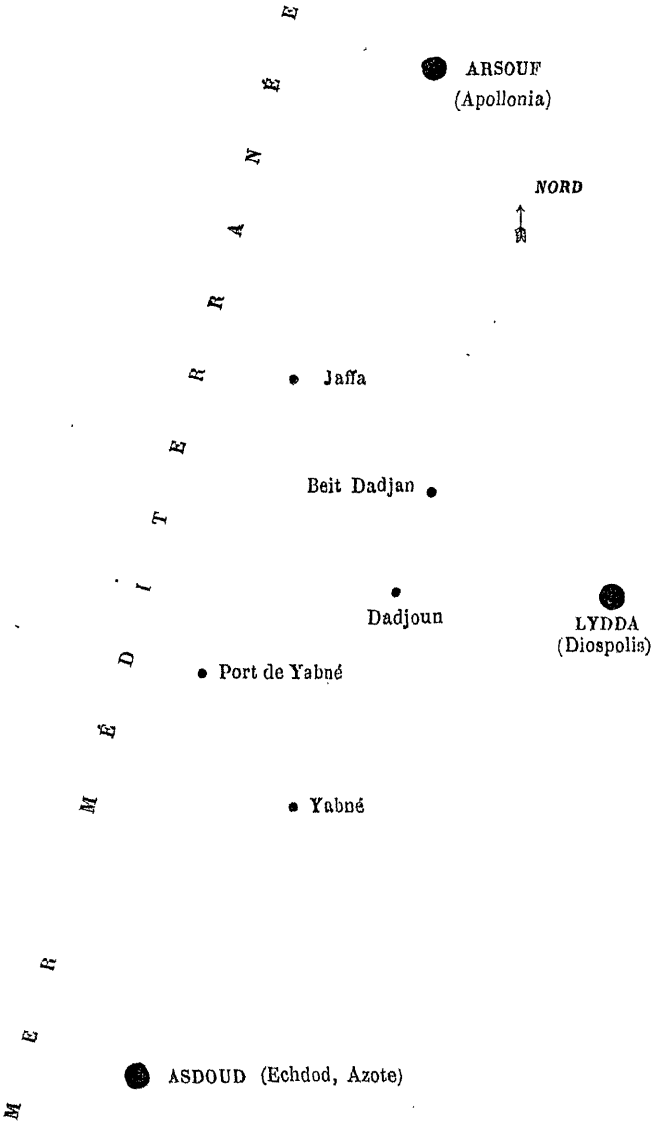 MER MÉDITERRANÉE
ARSOUF
(Apollonia)
NORD
Jaffa
Beit Dadjan
Dadjoun
LYDDA
(Diospolis)
Port de Yabné
Yabné
ASDOUD (Echdod, Azote)